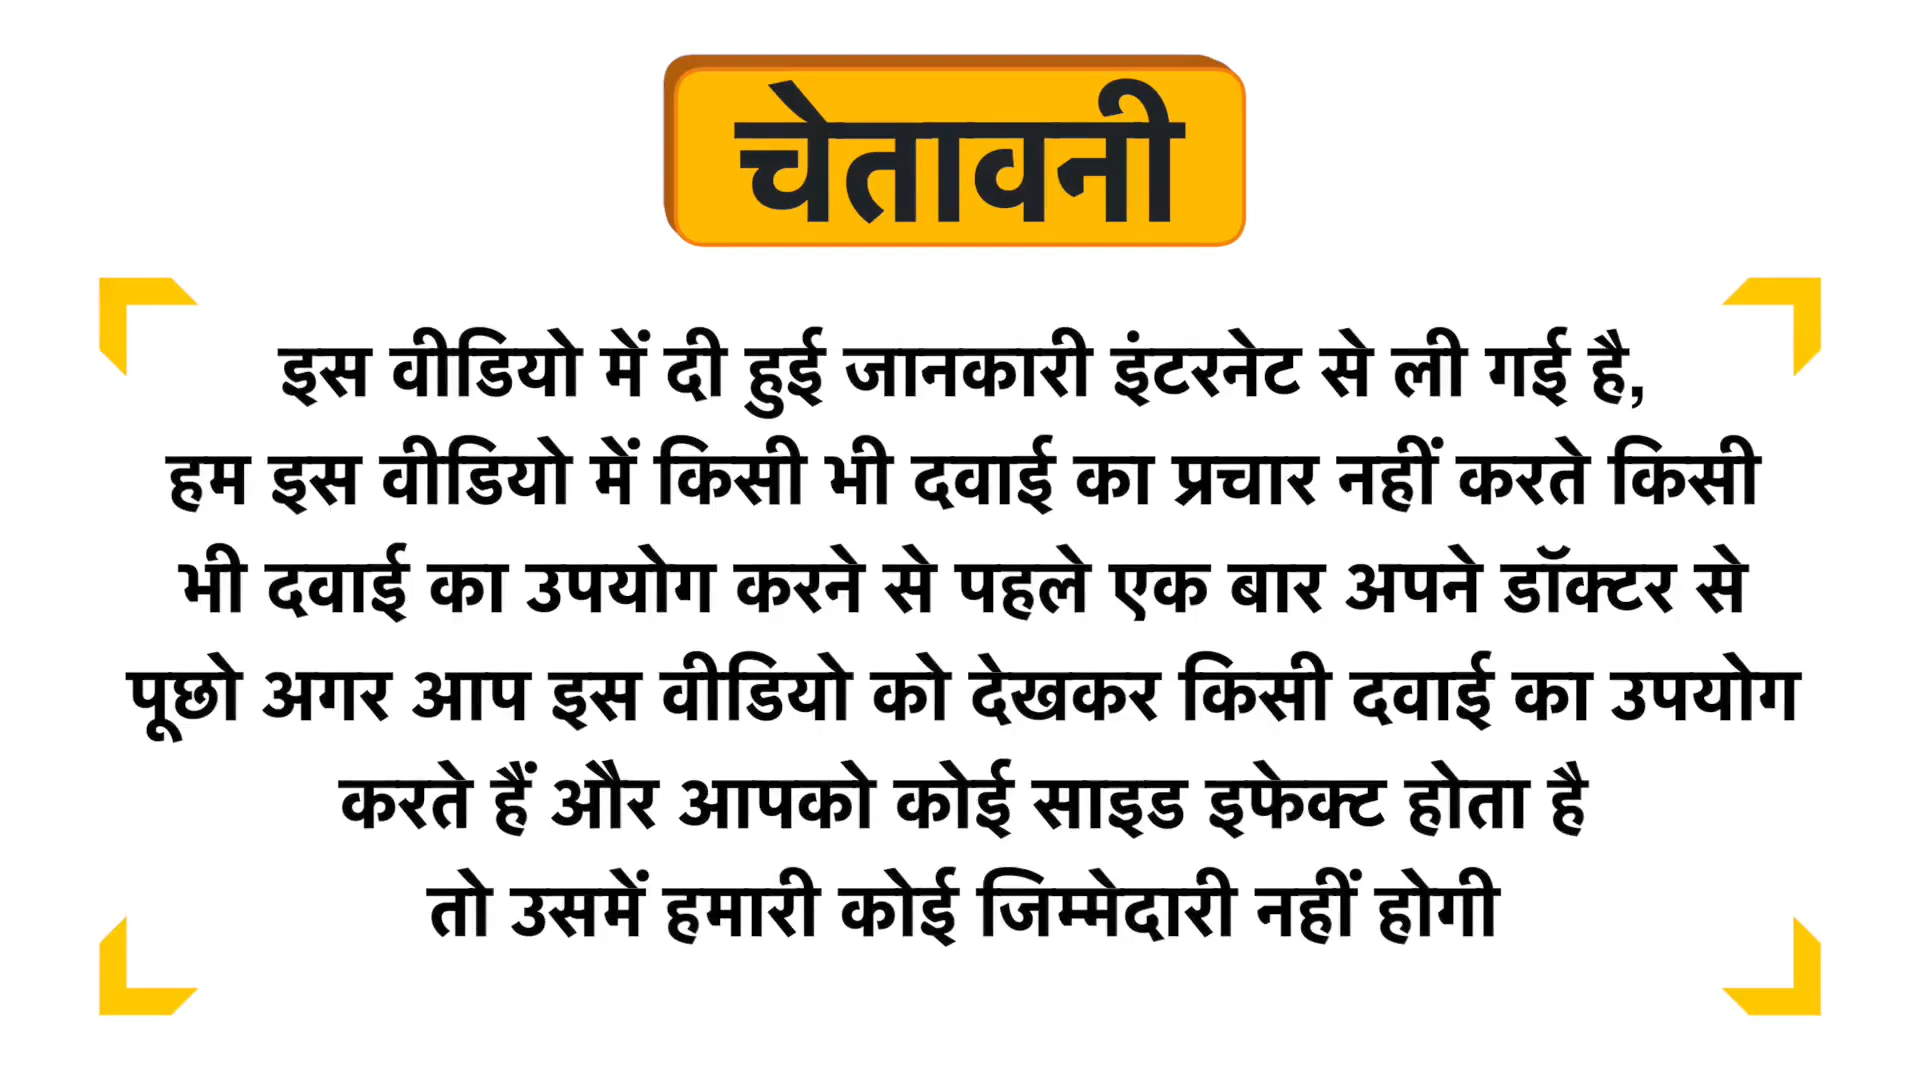 चेतावनी
इस वीडियो में दी हुई जानकारी इंटरनेट से ली गई है,
हम इस वीडियो में किसी भी दवाई का प्रचार नहीं करते किसी
भी दवाई का उपयोग करने से पहले एक बार अपने डॉक्टर से
पूछो अगर आप इस वीडियो को देखकर किसी दवाई का उपयोग
करते हैं और आपको कोई साइड इफेक्ट होता है
तो उसमें हमारी कोई जिम्मेदारी नहीं होगी